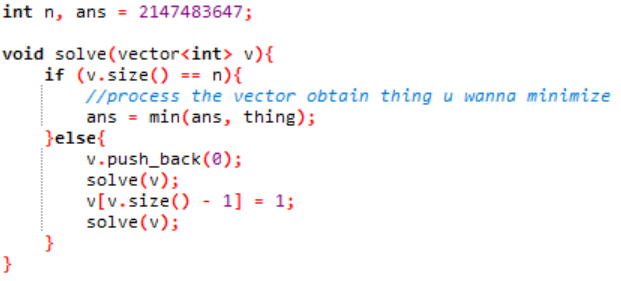 int n, ans = 2147483647;
void solve(vector<int> v){
if (v.size() == n){
//process the vector obtain thing u wanna minimize
ans = min(ans, thing);
}else{
v.push_back(0);
solve(v);
v[v.size() - 1] = 1;
solve(v);
}
}